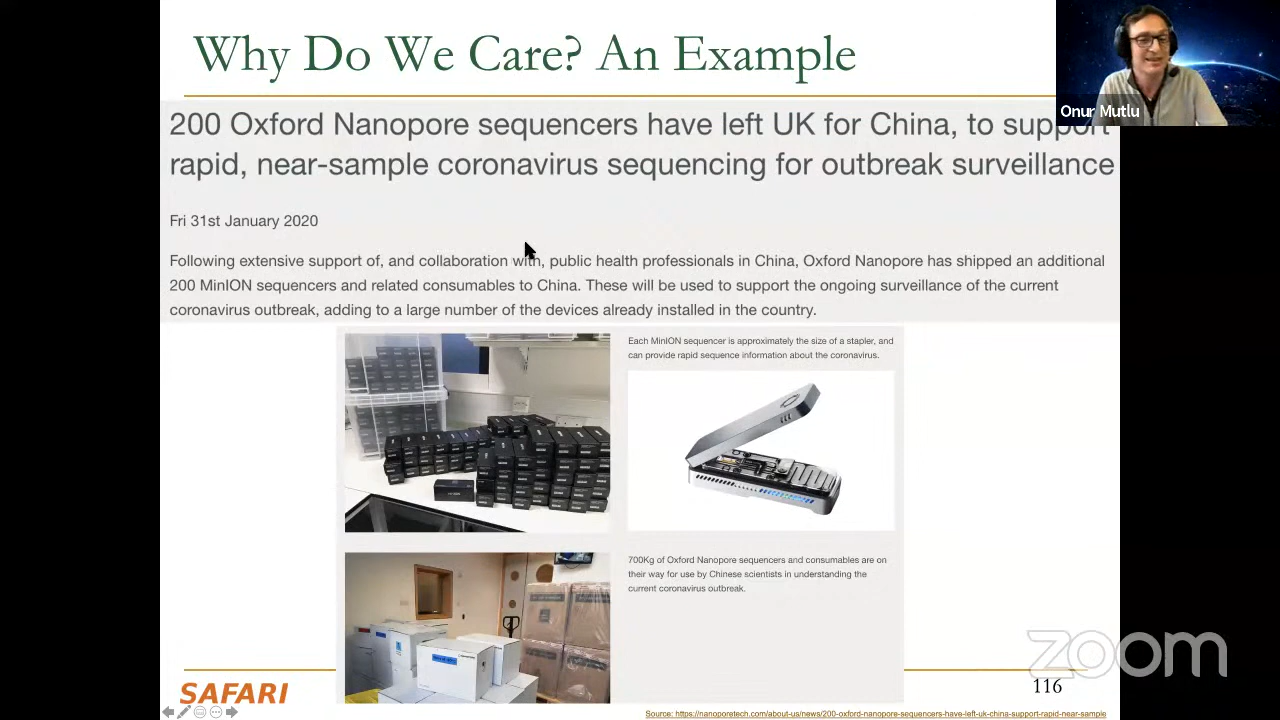 Why Do We Care? An Example
Onur Mutlu
200 Oxford Nanopore sequencers have left UK for China, to support
rapid, near-sample coronavirus sequencing for outbreak surveillance
Fri 31st January 2020
Following extensive support of, and collaboration with, public health professionals in China, Oxford Nanopore has shipped an additional
200 MinION sequencers and related consumables to China. These will be used to support the ongoing surveillance of the current
coronavirus outbreak, adding to a large number of the devices already installed in the country.
Each MinION sequencer is approximately the size of a stapler, and
can provide rapid sequence information about the coronavirus.
700Kg of Oxford Nanopore sequencers and consumables are on
their way for use by Chinese scientists in understanding the
current coronavirus outbreak.
zoom
SAFARI
116
Source: https://nanoporetech.com/about-us/news/200-oxford-nanopore-sequencers-have-left-uk-china-support-rapid-near-sample